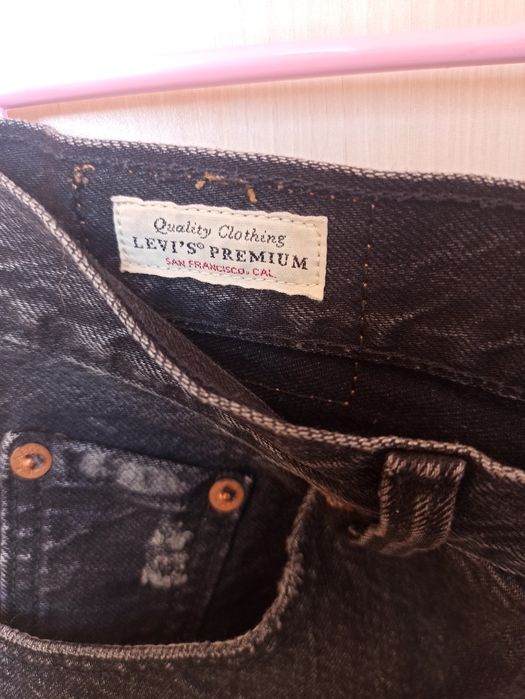 Quality Clothing
LEVI'S® PREMIUM
SAN FRANCISCO, CAL.